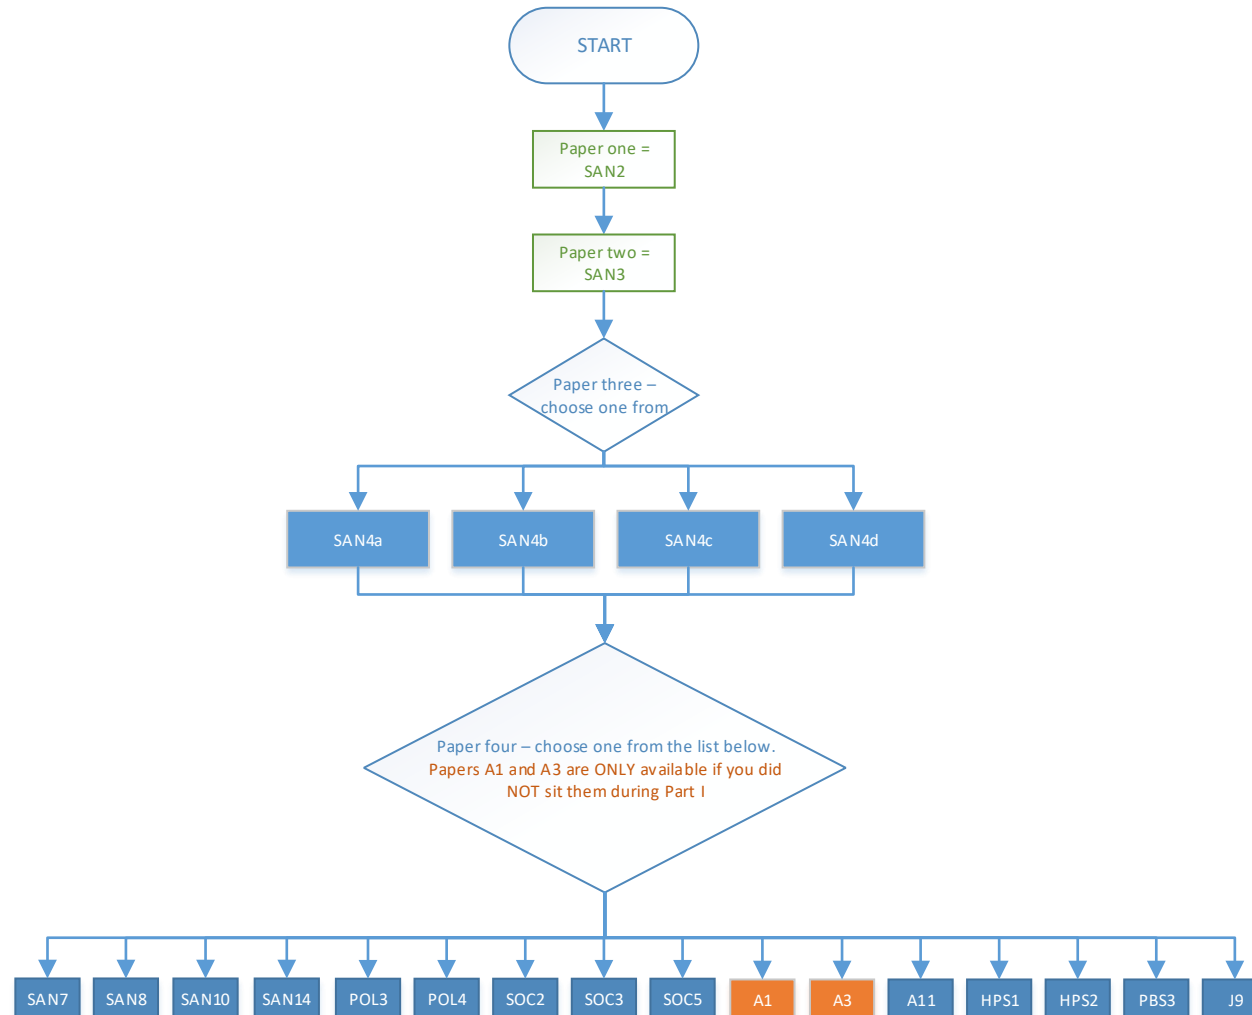 START
Paper one =
SAN2
Paper two =
SAN3
Paper three –
choose one from
SAN4a
SAN4b
SAN4c
SAN4d
Paper four – choose one from the list below.
Papers A1 and A3 are ONLY available if you did
NOT sit them during Part I
SAN7
SAN8
SAN10
SAN14
POL3
POL4
SOC2
SOC3
SOC5
A1
A3
A11
HPS1
HPS2
PBS3
J9